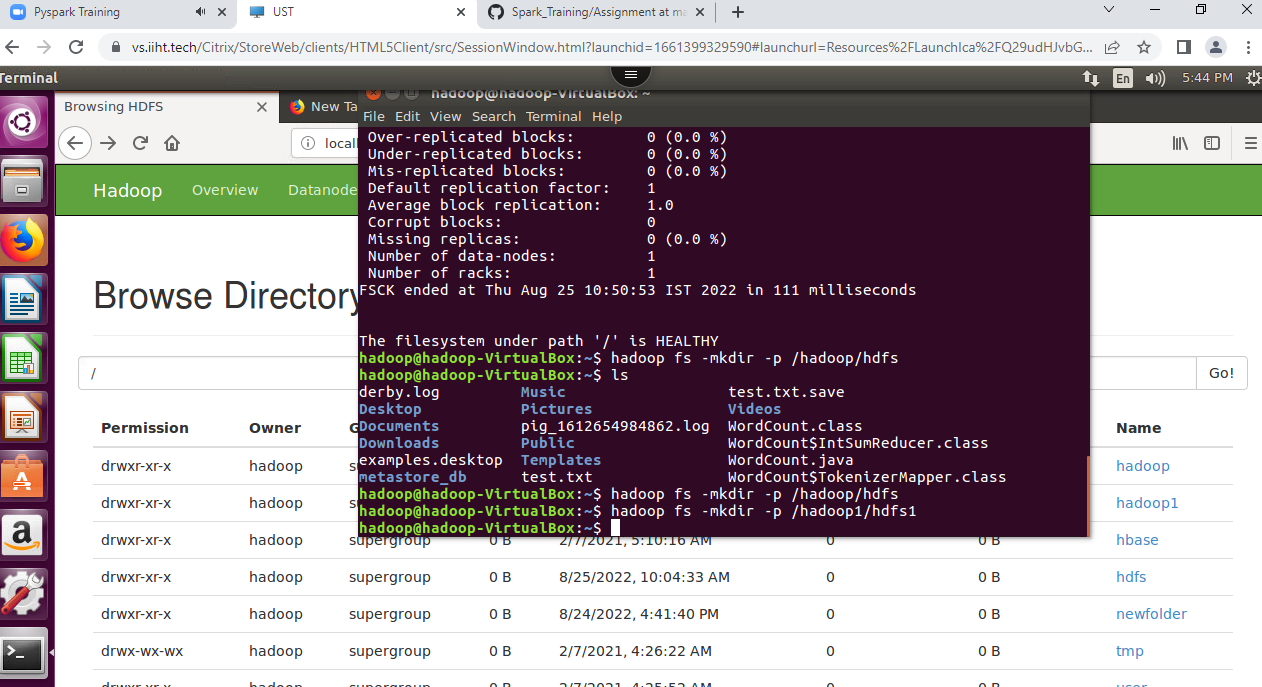 Pyspark Training
UST
Spark_Training/Assignment at ma
vs.iiht.tech/Citrix/StoreWeb/clients/HTML5Client/src/SessionWindow.html?launchid=1661399329590#launchurl=Resources%2FLaunchIca%2FQ29udHJvbG...
Terminal
En
5:44 PM
Browsing HDFS
New Ta
hadoop@hadoop-VirtualBox: ~
File Edit View Search Terminal Help
local
Hadoop
Overview
Datanode
Browse Directory
/
Go!
Over-replicated blocks: 0 (0.0 %)
Under-replicated blocks: 0 (0.0 %)
Mis-replicated blocks: 0 (0.0 %)
Default replication factor: 1
Average block replication: 1.0
Corrupt blocks: 0
Missing replicas: 0 (0.0 %)
Number of data-nodes: 1
Number of racks: 1
FSCK ended at Thu Aug 25 10:50:53 IST 2022 in 111 milliseconds
The filesystem under path '/' is HEALTHY
hadoop@hadoop-VirtualBox:~$ hadoop fs -mkdir -p /hadoop/hdfs
hadoop@hadoop-VirtualBox:~$ ls
derby.log Music test.txt.save
Desktop Pictures Videos
Documents pig_1612654984862.log WordCount.class
Downloads Public WordCount$IntSumReducer.class
examples.desktop Templates WordCount.java
metastore_db test.txt WordCount$TokenizerMapper.class
hadoop@hadoop-VirtualBox:~$ hadoop fs -mkdir -p /hadoop/hdfs
hadoop@hadoop-VirtualBox:~$ hadoop fs -mkdir -p /hadoop1/hdfs1
hadoop@hadoop-VirtualBox:~$
Permission Owner G Name
drwxr-xr-x hadoop su hadoop
drwxr-xr-x hadoop su hadoop1
drwxr-xr-x hadoop supergroup 0 B 2/7/2021, 5:10:16 AM 0 0 B hbase
drwxr-xr-x hadoop supergroup 0 B 8/25/2022, 10:04:33 AM 0 0 B hdfs
drwxr-xr-x hadoop supergroup 0 B 8/24/2022, 4:41:40 PM 0 0 B newfolder
drwx-wx-wx hadoop supergroup 0 B 2/7/2021, 4:26:22 AM 0 0 B tmp
drwxr-xr-x hadoop supergroup 0 B 2/7/2021, 4:25:52 AM 0 0 B user